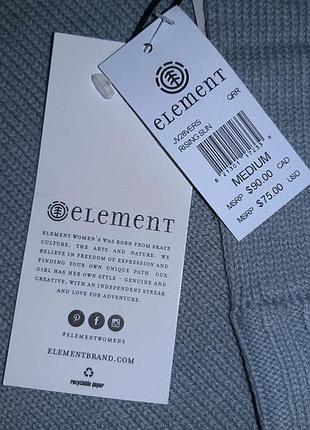 element
ELEMENT WOMEN'S WAS BORN FROM SKATE
CULTURE, THE ARTS AND NATURE. WE
BELIEVE IN FREEDOM OF EXPRESSION AND
FINDING YOUR OWN UNIQUE PATH. OUR
GIRL HAS HER OWN STYLE - GENUINE AND
CREATIVE, WITH AN INDEPENDENT STREAK
AND LOVE FOR ADVENTURE.
#ELEMENTWOMENS
ELEMENTBRAND.COM
recyclable paper
element
JV28VERS QRR
RISING SUN
MEDIUM
MSRP $90.00 CAD
MSRP $75.00 USD